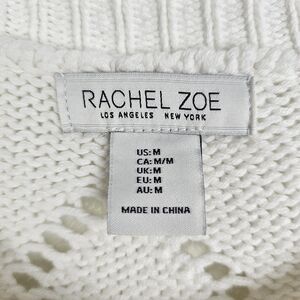 RACHEL ZOE
LOS ANGELES NEW YORK
US: M
CA: M/M
UK: M
EU: M
AU: M
MADE IN CHINA